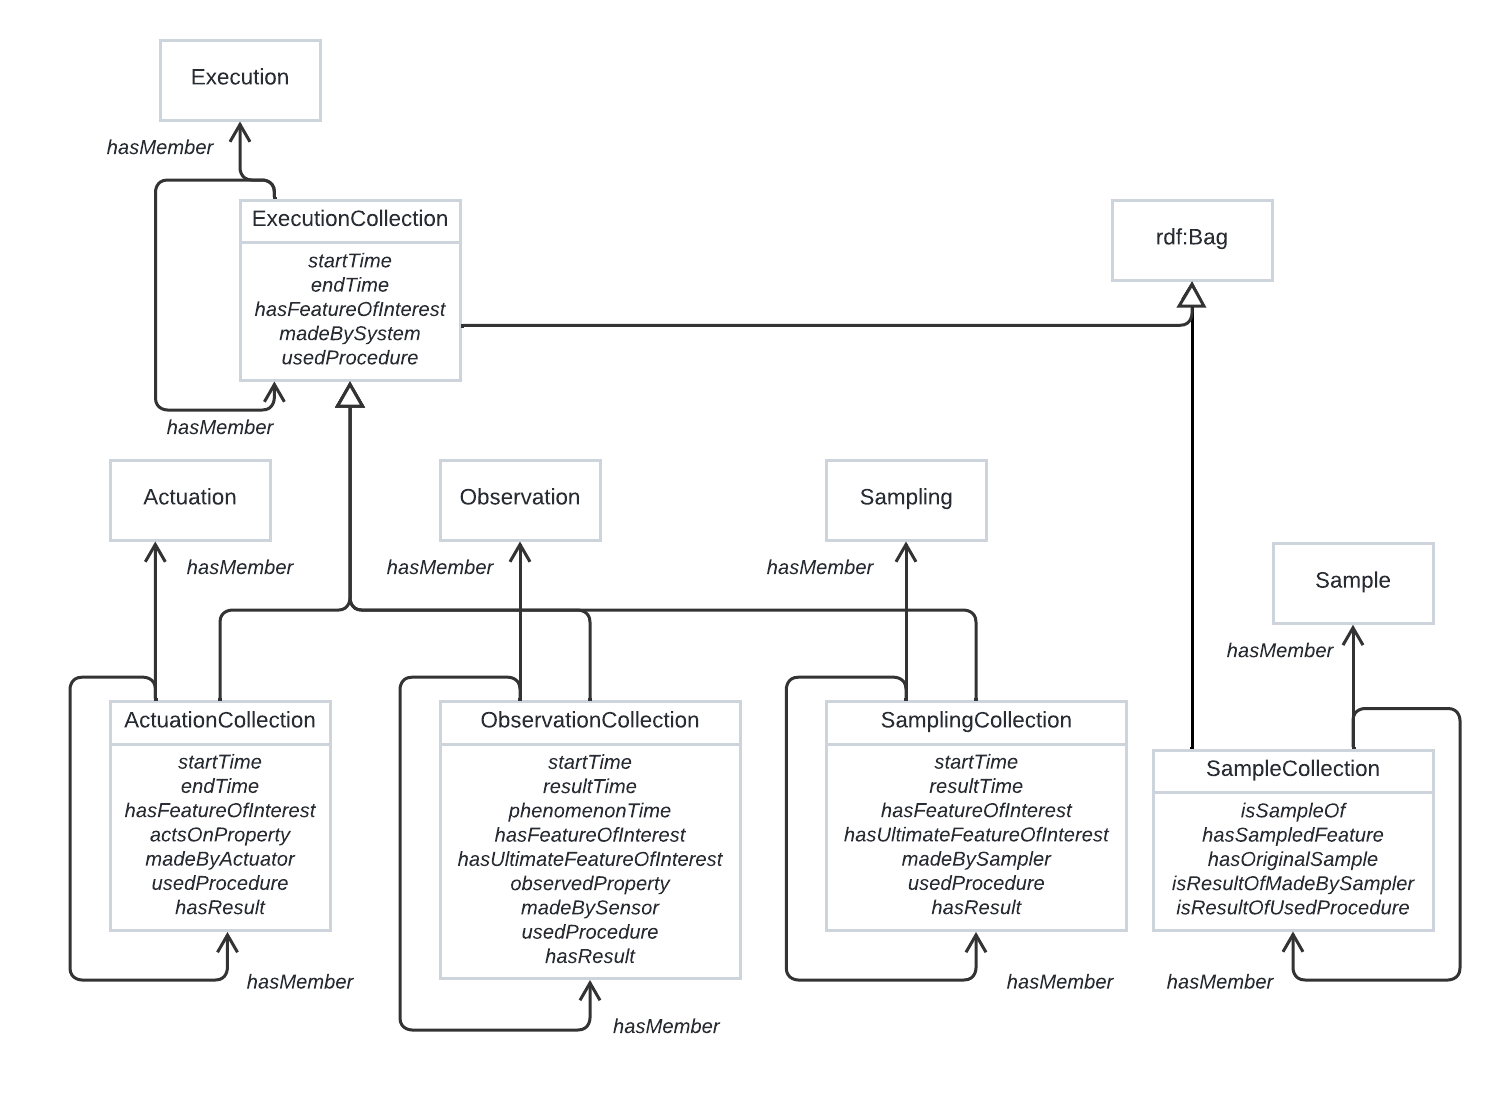 Execution
hasMember
ExecutionCollection
startTime
endTime
hasFeatureOfInterest
madeBySystem
usedProcedure
hasMember
rdf:Bag
Actuation
hasMember
Observation
hasMember
Sampling
hasMember
Sample
hasMember
ActuationCollection
startTime
endTime
hasFeatureOfInterest
actsOnProperty
madeByActuator
usedProcedure
hasResult
hasMember
ObservationCollection
startTime
resultTime
phenomenonTime
hasFeatureOfInterest
hasUltimateFeatureOfInterest
observedProperty
madeBySensor
usedProcedure
hasResult
hasMember
SamplingCollection
startTime
resultTime
hasFeatureOfInterest
hasUltimateFeatureOfInterest
madeBySampler
usedProcedure
hasResult
hasMember
SampleCollection
isSampleOf
hasSampledFeature
hasOriginalSample
isResultOfMadeBySampler
isResultOfUsedProcedure
hasMember